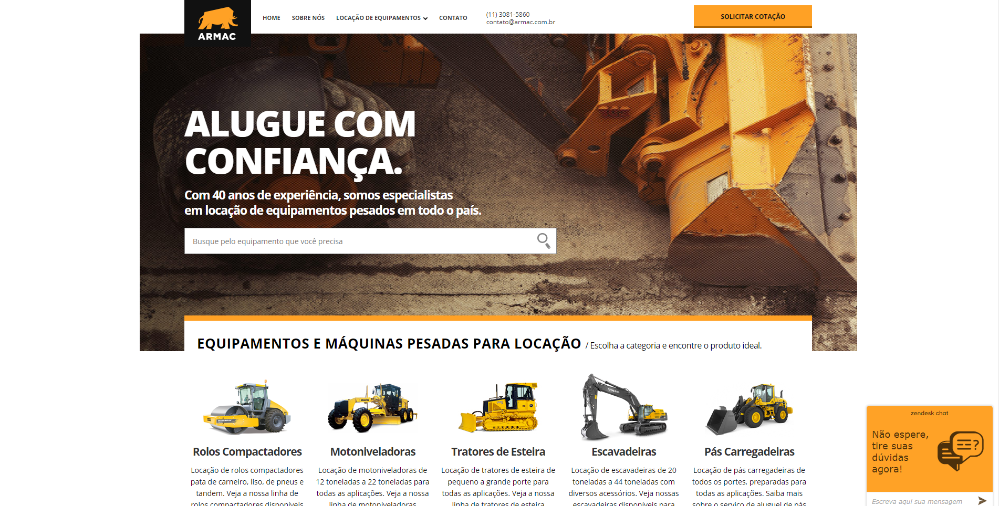 ARMAC
HOME
SOBRE NÓS
LOCAÇÃO DE EQUIPAMENTOS
CONTATO
(11) 3081-5860
contato@armac.com.br
SOLICITAR COTAÇÃO
ALUGUE COM
CONFIANÇA.
Com 40 anos de experiência, somos especialistas
em locação de equipamentos pesados em todo o país.
Busque pelo equipamento que você precisa
EQUIPAMENTOS E MÁQUINAS PESADAS PARA LOCAÇÃO / Escolha a categoria e encontre o produto ideal.
DYNAPAC
KOMATSU
VOLVO
Rolos Compactadores
Locação de rolos compactadores
pata de carneiro, liso, de pneus e
tandem. Veja a nossa linha de
rolos compactadores disponíveis
Motoniveladoras
Locação de motoniveladoras de
12 toneladas a 22 toneladas para
todas as aplicações. Veja a nossa
linha de motoniveladoras
Tratores de Esteira
Locação de tratores de esteira de
pequeno a grande porte para
todas as aplicações. Veja a nossa
linha de tratores de esteira
Escavadeiras
Locação de escavadeiras de 20
toneladas a 44 toneladas com
diversos acessórios. Veja nossas
escavadeiras disponíveis para
Pás Carregadeiras
Locação de pás carregadeiras de
todos os portes, preparadas para
todas as aplicações. Saiba mais
sobre o serviço de aluguel de pás
zendesk chat
Não espere,
tire suas
dúvidas
agora!
Escreva aqui sua mensagem